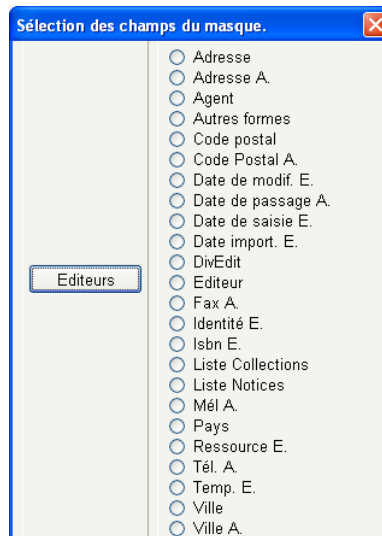 Sélection des champs du masque.
Adresse
Adresse A.
Agent
Autres formes
Code postal
Code Postal A.
Date de modif. E.
Date de passage A.
Date de saisie E.
Date import. E.
DivEdit
Editeurs
Editeur
Fax A.
Identité E.
Isbn E.
Liste Collections
Liste Notices
Mél A.
Pays
Ressource E.
Tél. A.
Temp. E.
Ville
Ville A.